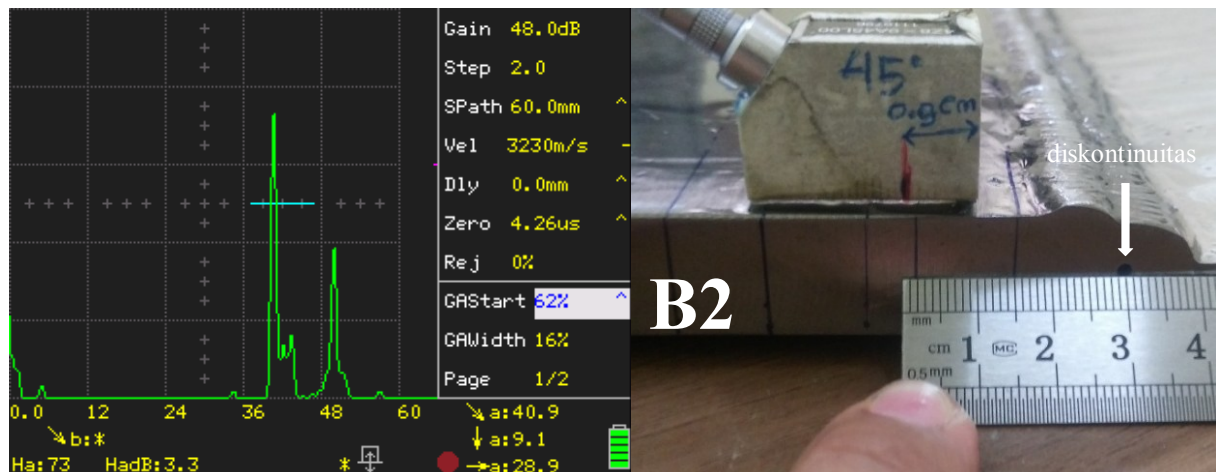 Gain 48.0dB
Step 2.0
SPath 60.0mm ^
Vel 3230m/s -
Dly 0.0mm ^
Zero 4.26us ^
Rej 0%
GAStart 62% ^
GAWidth 16%
Page 1/2
0.0 12 24 36 48 60
↘a:40.9
↘b:*
↓a:9.1
Ha:73 HadB:3.3 *
→a:28.9
45°
0.9cm
diskontinuitas
B2
mm
cm 1 MC 2 3 4
0.5mm